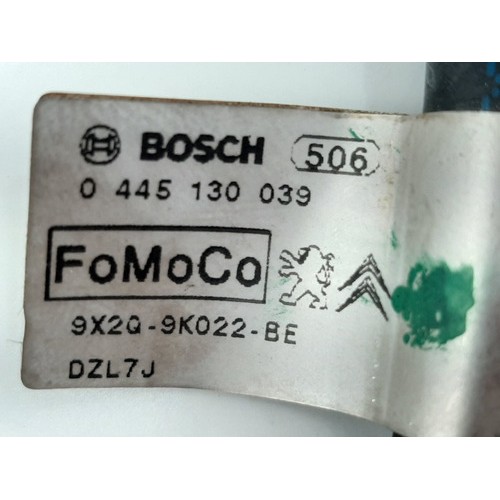 BOSCH 506
0 445 130 039
FoMoCo
9X2Q-9K022-BE
DZL7J